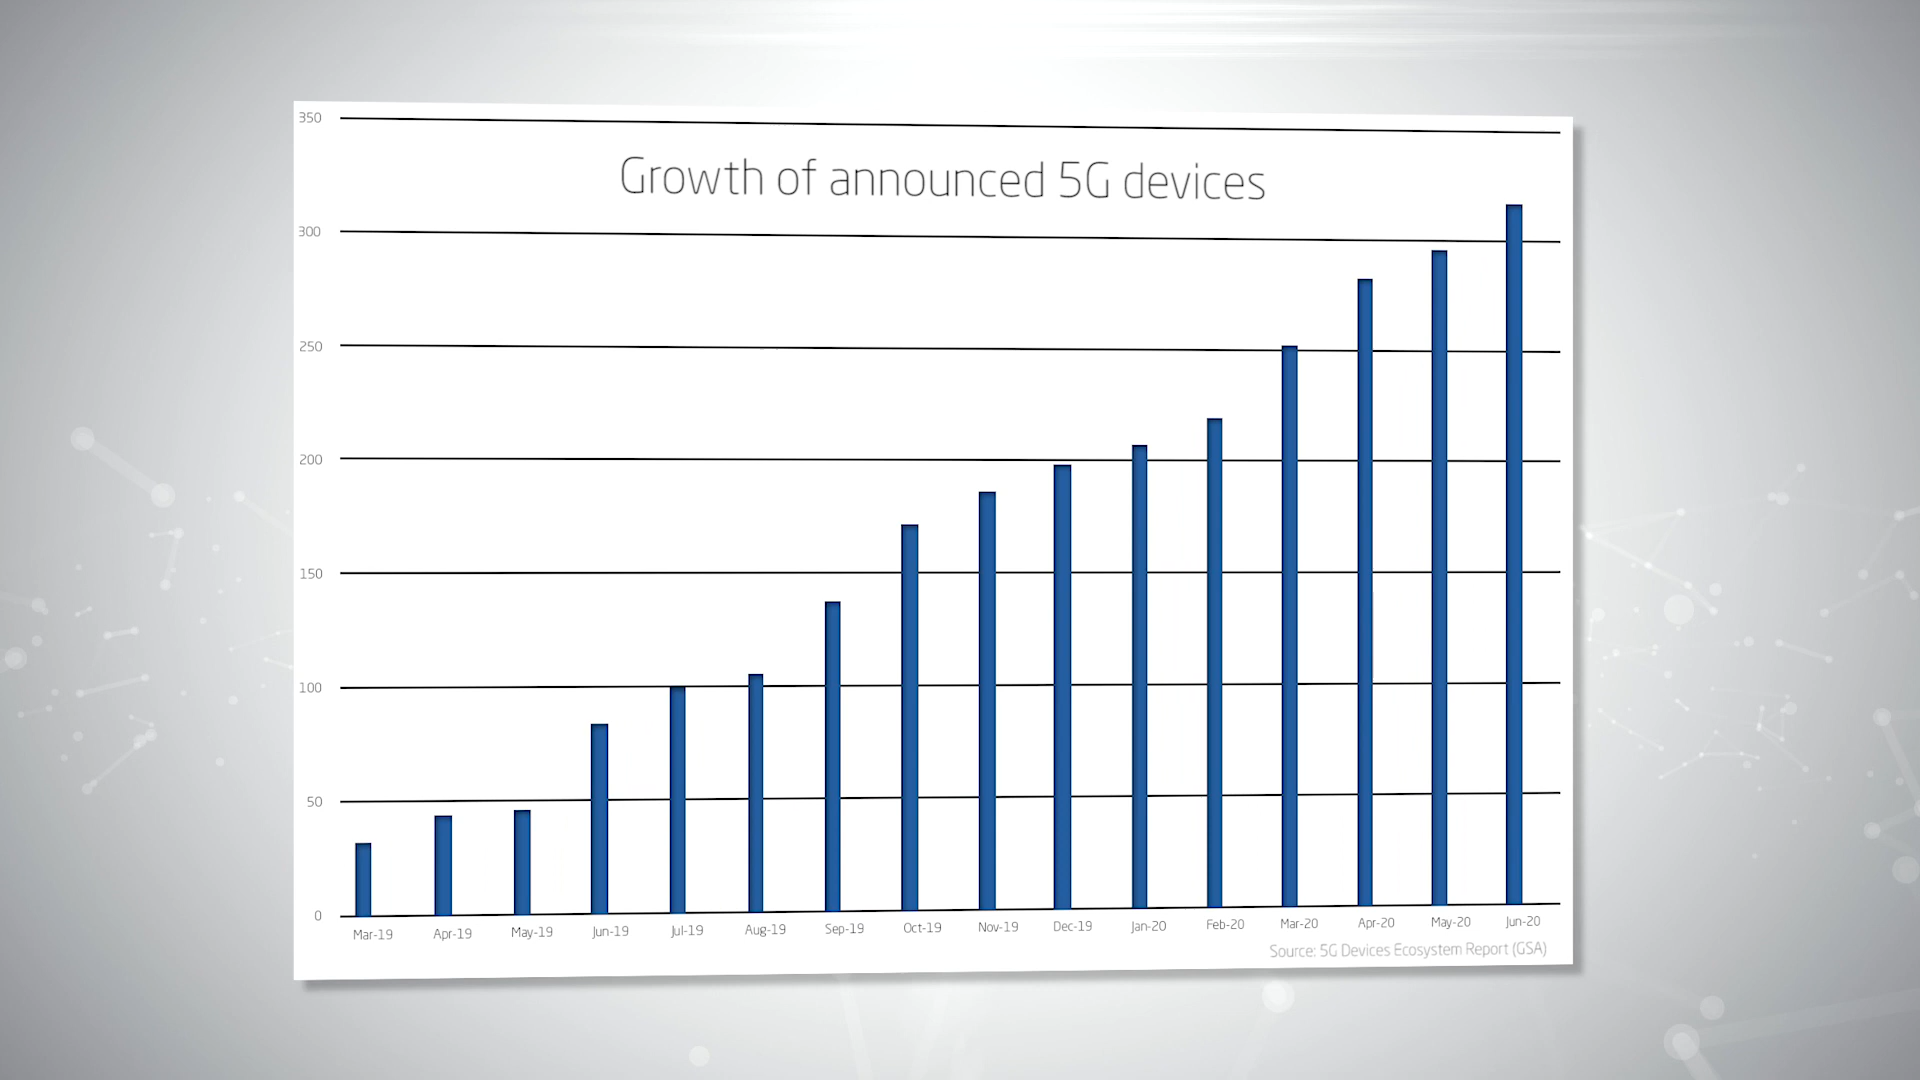 Growth of announced 5G devices
350
300
250
200
150
100
50
0
Mar-19 Apr-19 May-19 Jun-19 Jul-19 Aug-19 Sep-19 Oct-19 Nov-19 Dec-19 Jan-20 Feb-20 Mar-20 Apr-20 May-20 Jun-20
Source: 5G Devices Ecosystem Report (GSA)